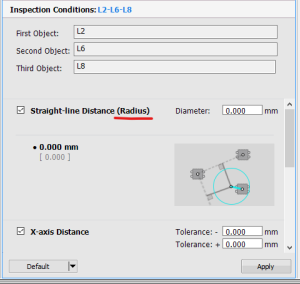 Inspection Conditions: L2-L6-L8
First Object: L2
Second Object: L6
Third Object: L8
Straight-line Distance (Radius) Diameter: 0.000 mm
• 0.000 mm
[ 0.000 ]
X-axis Distance Tolerance: - 0.000 mm
Tolerance: + 0.000 mm
Default Apply